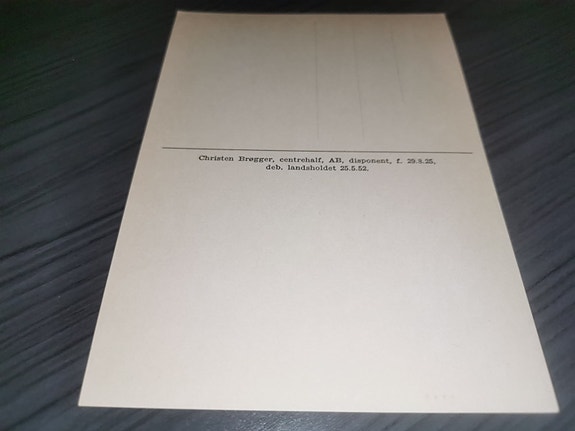 Christen Brøgger, centrehalf, AB, disponent, f. 29.8.25,
deb. landsholdet 25.5.52.